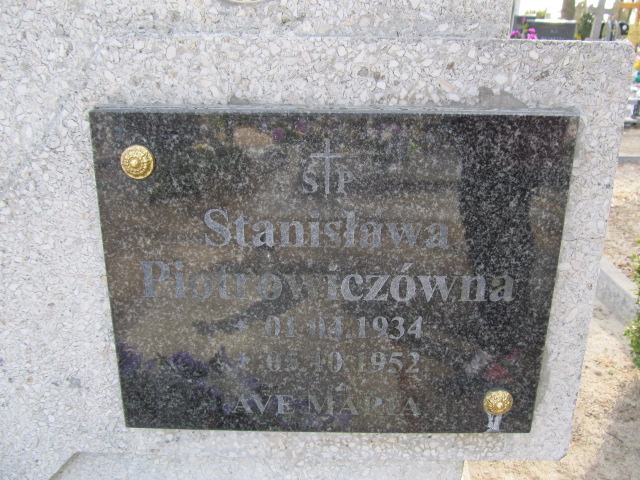 Ś P
Stanisława
Piotrowiczówna
* 01.04.1934
+ 05.10.1952
AVE MARIA